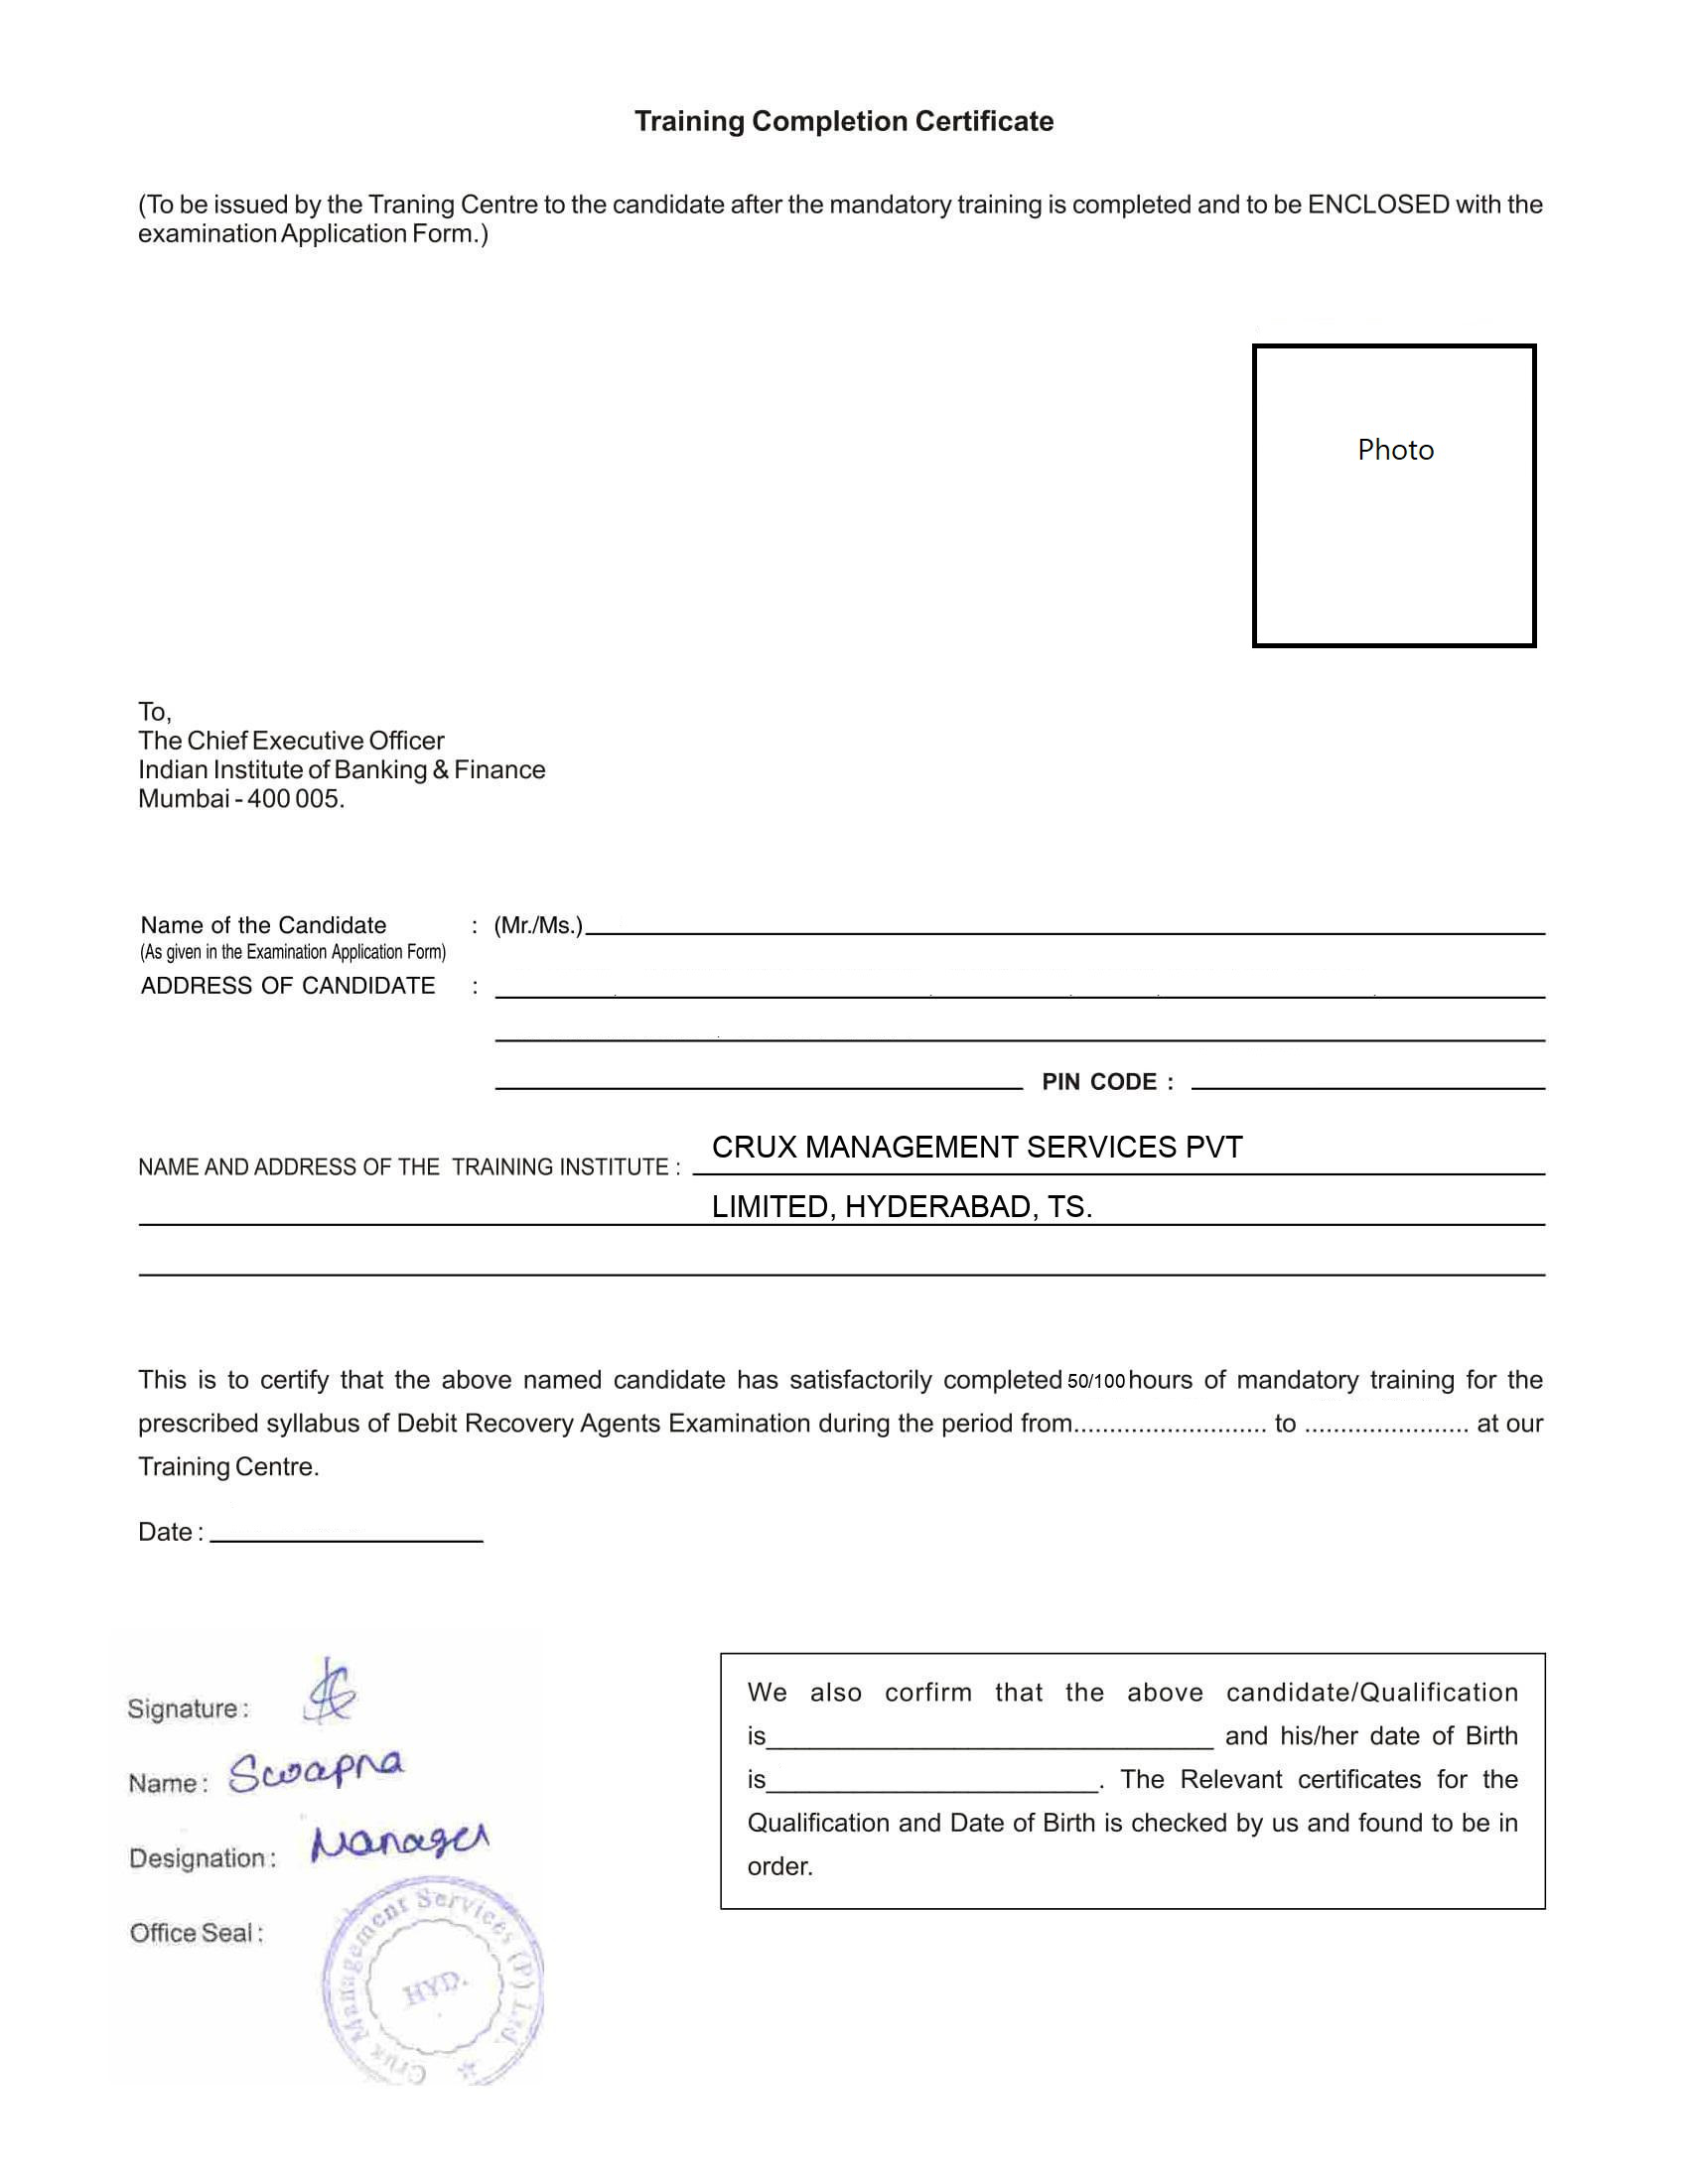 Training Completion Certificate
(To be issued by the Traning Centre to the candidate after the mandatory training is completed and to be ENCLOSED with the
examination Application Form.)
Photo
To,
The Chief Executive Officer
Indian Institute of Banking & Finance
Mumbai - 400 005.
Name of the Candidate : (Mr./Ms.)
(As given in the Examination Application Form)
ADDRESS OF CANDIDATE :
PIN CODE :
NAME AND ADDRESS OF THE TRAINING INSTITUTE : CRUX MANAGEMENT SERVICES PVT
LIMITED, HYDERABAD, TS.
This is to certify that the above named candidate has satisfactorily completed 50/100 hours of mandatory training for the
prescribed syllabus of Debit Recovery Agents Examination during the period from........................... to ....................... at our
Training Centre.
Date :
Signature :
Name : Swapna
Designation : Manager
Office Seal :
Crux Management Services (P) Ltd.
HYD.
We also corfirm that the above candidate/Qualification
is and his/her date of Birth
is. The Relevant certificates for the
Qualification and Date of Birth is checked by us and found to be in
order.